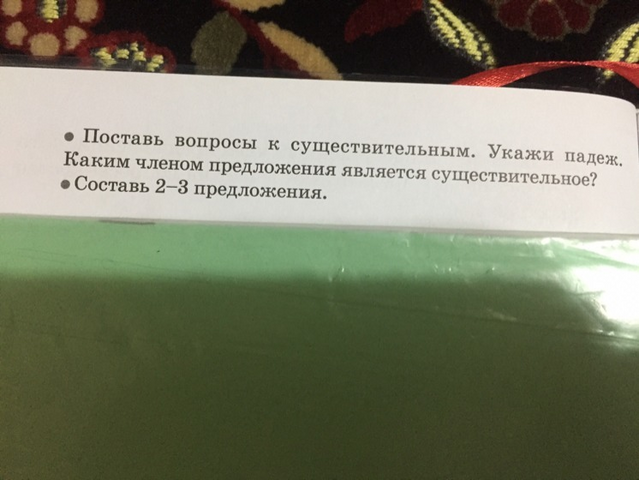 ● Поставь вопросы к существительным. Укажи падеж.
Каким членом предложения является существительное?
● Составь 2–3 предложения.